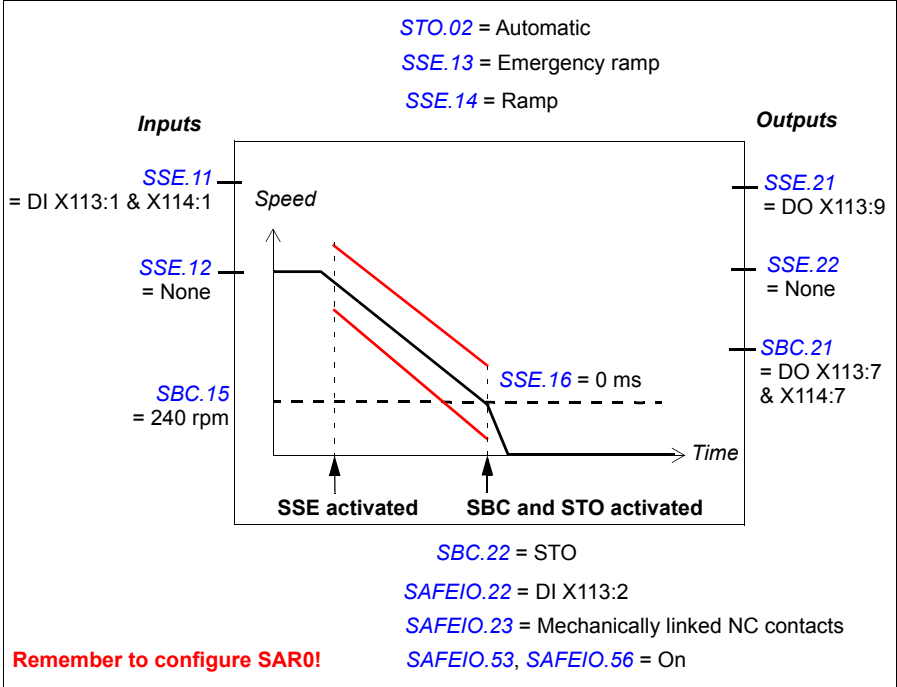 STO.02 = Automatic
SSE.13 = Emergency ramp
SSE.14 = Ramp
Inputs
Outputs
SSE.11
= DI X113:1 & X114:1
Speed
SSE.21
= DO X113:9
SSE.12
= None
SSE.22
= None
SBC.21
= DO X113:7
& X114:7
SSE.16 = 0 ms
SBC.15
= 240 rpm
Time
SSE activated
SBC and STO activated
SBC.22 = STO
SAFEIO.22 = DI X113:2
SAFEIO.23 = Mechanically linked NC contacts
Remember to configure SAR0!
SAFEIO.53, SAFEIO.56 = On